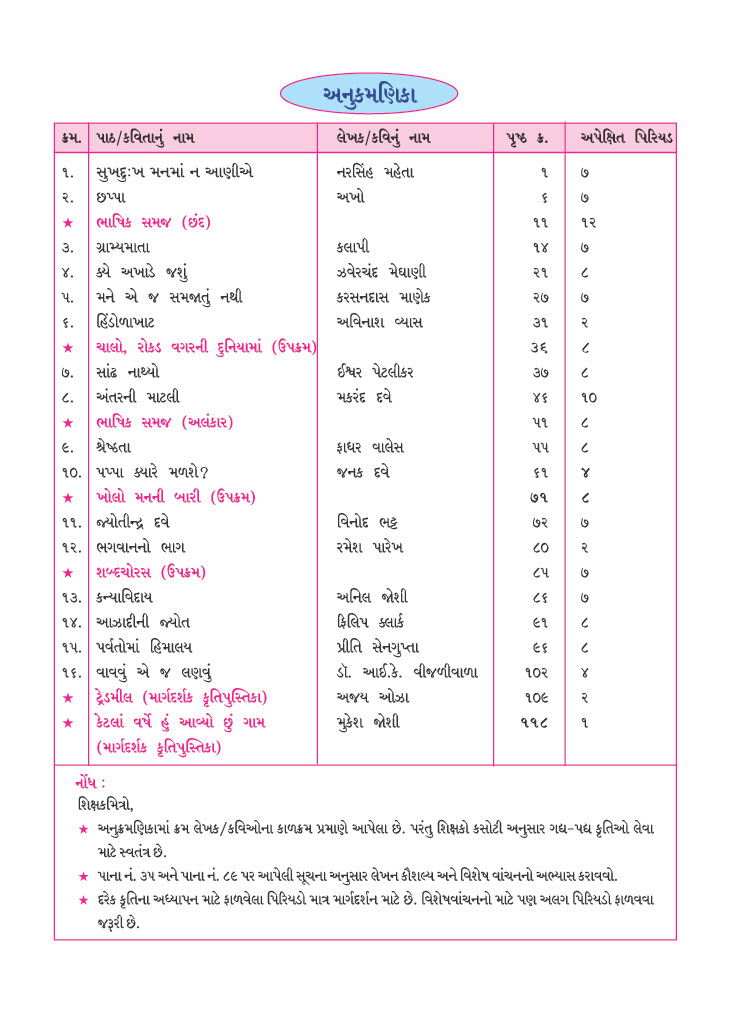 અનુક્રમણિકા
ક્રમ. પાઠ/કવિતાનું નામ લેખક/કવિનું નામ પૃષ્ઠ ક્ર. અપેક્ષિત પિરિયડ
૧. સુખદુઃખ મનમાં ન આણીએ નરસિંહ મહેતા ૧ ૭
૨. છપ્પા અખો ૬ ૭
★ ભાષિક સમજ (છંદ) ૧૧ ૧૨
૩. ગ્રામ્યમાતા કલાપી ૧૪ ૭
૪. ક્યે અખાડે જશું ઝવેરચંદ મેઘાણી ૨૧ ૮
૫. મને એ જ સમજાતું નથી કરસનદાસ માણેક ૨૭ ૭
૬. હિંડોળાખાટ અવિનાશ વ્યાસ ૩૧ ૨
★ ચાલો, રોકડ વગરની દુનિયામાં (ઉપક્રમ) ૩૬ ૮
૭. સાંઢ નાથ્યો ઈશ્વર પેટલીકર ૩૭ ૮
૮. અંતરની માટલી મકરંદ દવે ૪૬ ૧૦
★ ભાષિક સમજ (અલંકાર) ૫૧ ૮
૯. શ્રેષ્ઠતા ફાધર વાલેસ ૫૫ ૮
૧૦. પપ્પા ક્યારે મળશે? જનક દવે ૬૧ ૪
★ ખોલો મનની બારી (ઉપક્રમ) ૭૧ ૮
૧૧. જ્યોતીન્દ્ર દવે વિનોદ ભટ્ટ ૭૨ ૭
૧૨. ભગવાનનો ભાગ રમેશ પારેખ ૮૦ ૨
★ શબ્દચોરસ (ઉપક્રમ) ૮૫ ૭
૧૩. કન્યાવિદાય અનિલ જોશી ૮૬ ૭
૧૪. આઝાદીની જ્યોત ફિલિપ ક્લાર્ક ૯૧ ૮
૧૫. પર્વતોમાં હિમાલય પ્રીતિ સેનગુપ્તા ૯૬ ૮
૧૬. વાવવું એ જ લણવું ડૉ. આઈ.કે. વીજળીવાળા ૧૦૨ ૪
★ ટ્રેડમીલ (માર્ગદર્શક કૃતિપુસ્તિકા) અજય ઓઝા ૧૦૯ ૨
★ કેટલાં વર્ષે હું આવ્યો છું ગામ મુકેશ જોશી ૧૧૮ ૧
(માર્ગદર્શક કૃતિપુસ્તિકા)
નોંધ :
શિક્ષકમિત્રો,
★ અનુક્રમણિકામાં ક્રમ લેખક/કવિઓના કાળક્રમ પ્રમાણે આપેલા છે. પરંતુ શિક્ષકો કસોટી અનુસાર ગદ્ય-પદ્ય કૃતિઓ લેવા
માટે સ્વતંત્ર છે.
★ પાના નં. ૩૫ અને પાના નં. ૮૯ પર આપેલી સૂચના અનુસાર લેખન કૌશલ્ય અને વિશેષ વાંચનનો અભ્યાસ કરાવવો.
★ દરેક કૃતિના અધ્યાપન માટે ફાળવેલા પિરિયડો માત્ર માર્ગદર્શન માટે છે. વિશેષવાંચનનો માટે પણ અલગ પિરિયડો ફાળવવા
જરૂરી છે.